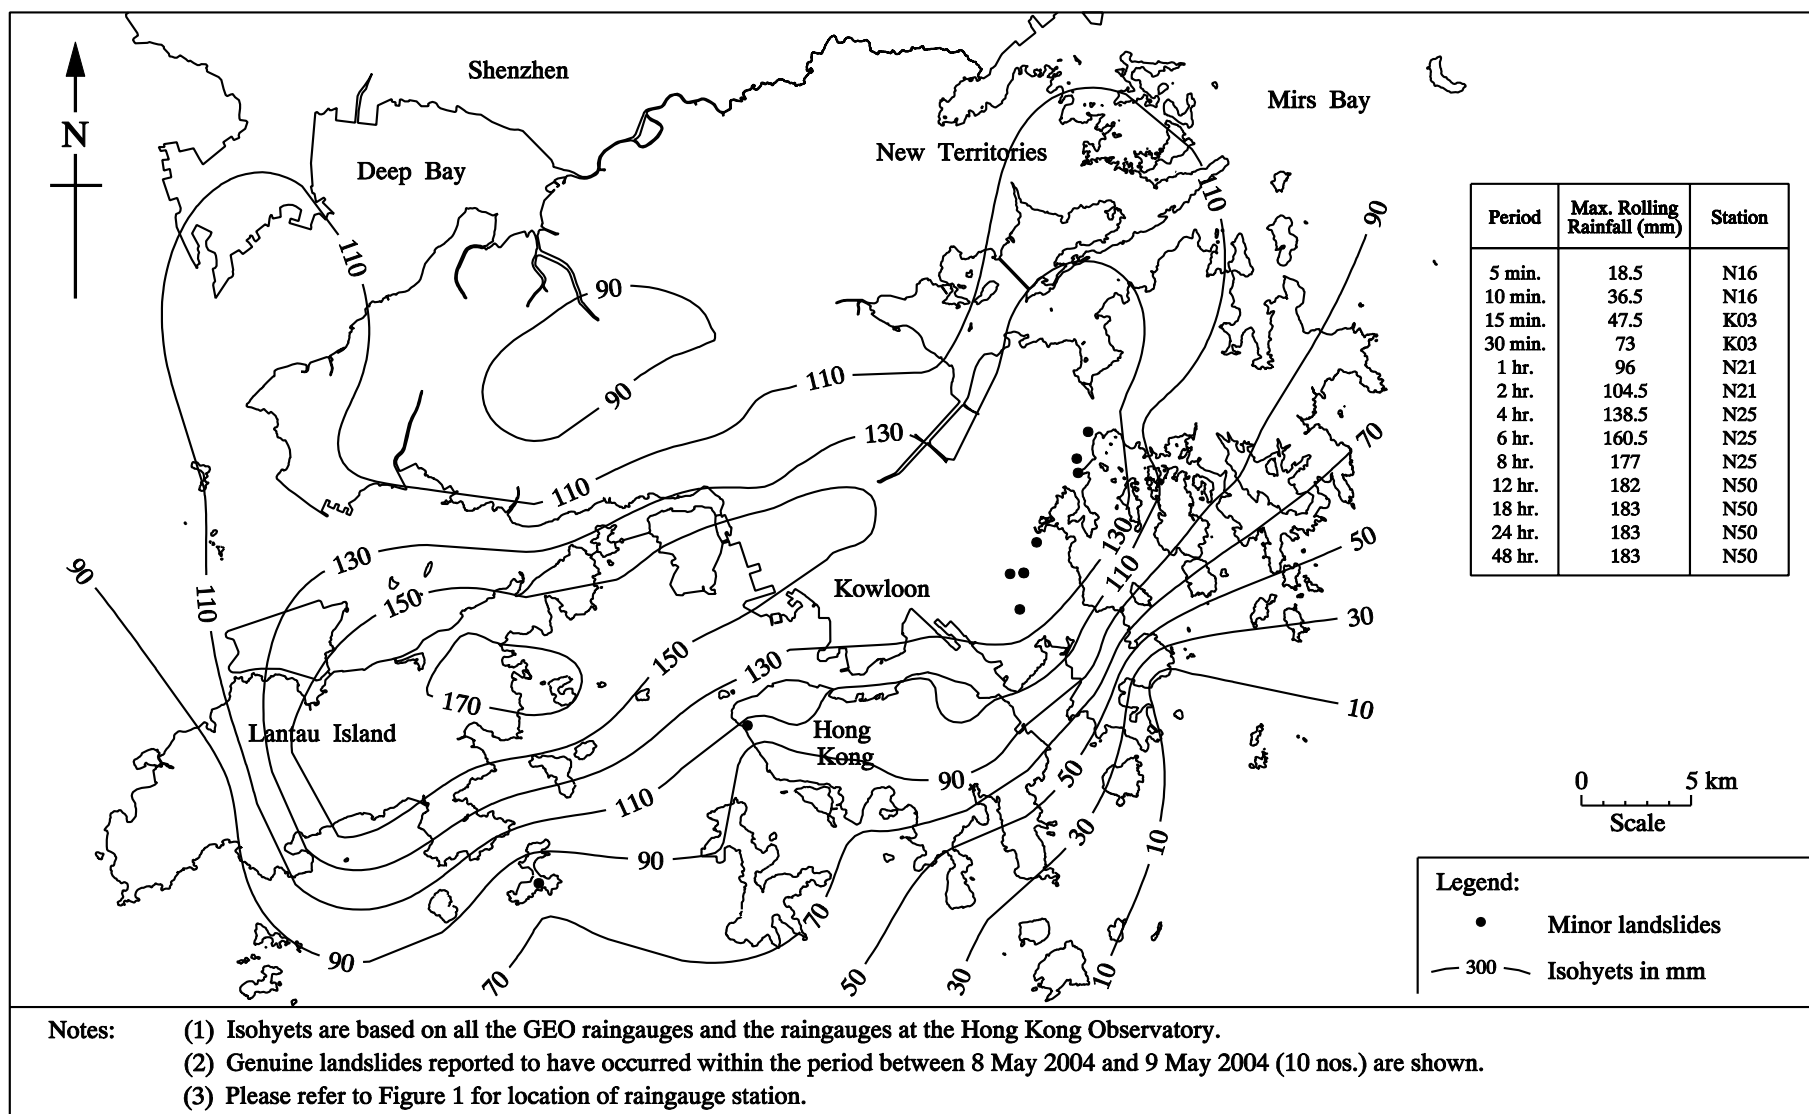 Shenzhen
Mirs Bay
N
New Territories
Deep Bay
110
90
110
90
90
110
90
130
110
70
130
130
50
90
110
150
110
Kowloon
30
150
130
170
10
Lantau Island
Hong
Kong
90
50
110
30
10
90
70
90
70
50
30
10
Period Max. Rolling Rainfall (mm) Station
5 min. 18.5 N16
10 min. 36.5 N16
15 min. 47.5 K03
30 min. 73 K03
1 hr. 96 N21
2 hr. 104.5 N21
4 hr. 138.5 N25
6 hr. 160.5 N25
8 hr. 177 N25
12 hr. 182 N50
18 hr. 183 N50
24 hr. 183 N50
48 hr. 183 N50
0 5 km
Scale
Legend:
Minor landslides
300 Isohyets in mm
Notes: (1) Isohyets are based on all the GEO raingauges and the raingauges at the Hong Kong Observatory.
(2) Genuine landslides reported to have occurred within the period between 8 May 2004 and 9 May 2004 (10 nos.) are shown.
(3) Please refer to Figure 1 for location of raingauge station.